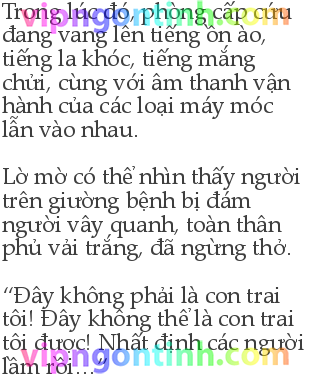 Trong lúc đó, phòng cấp cứu
đang vang lên tiếng ồn ào,
tiếng la khóc, tiếng mắng
chửi, cùng với âm thanh vận
hành của các loại máy móc
lẫn vào nhau.
Lờ mờ có thể nhìn thấy người
trên giường bệnh bị đám
người vây quanh, toàn thân
phủ vải trắng, đã ngừng thở.
“Đây không phải là con trai
tôi! Đây không thể là con trai
tôi được! Nhất định các người
lầm rồi…“
vipngontinh.com
vipngontinh.com